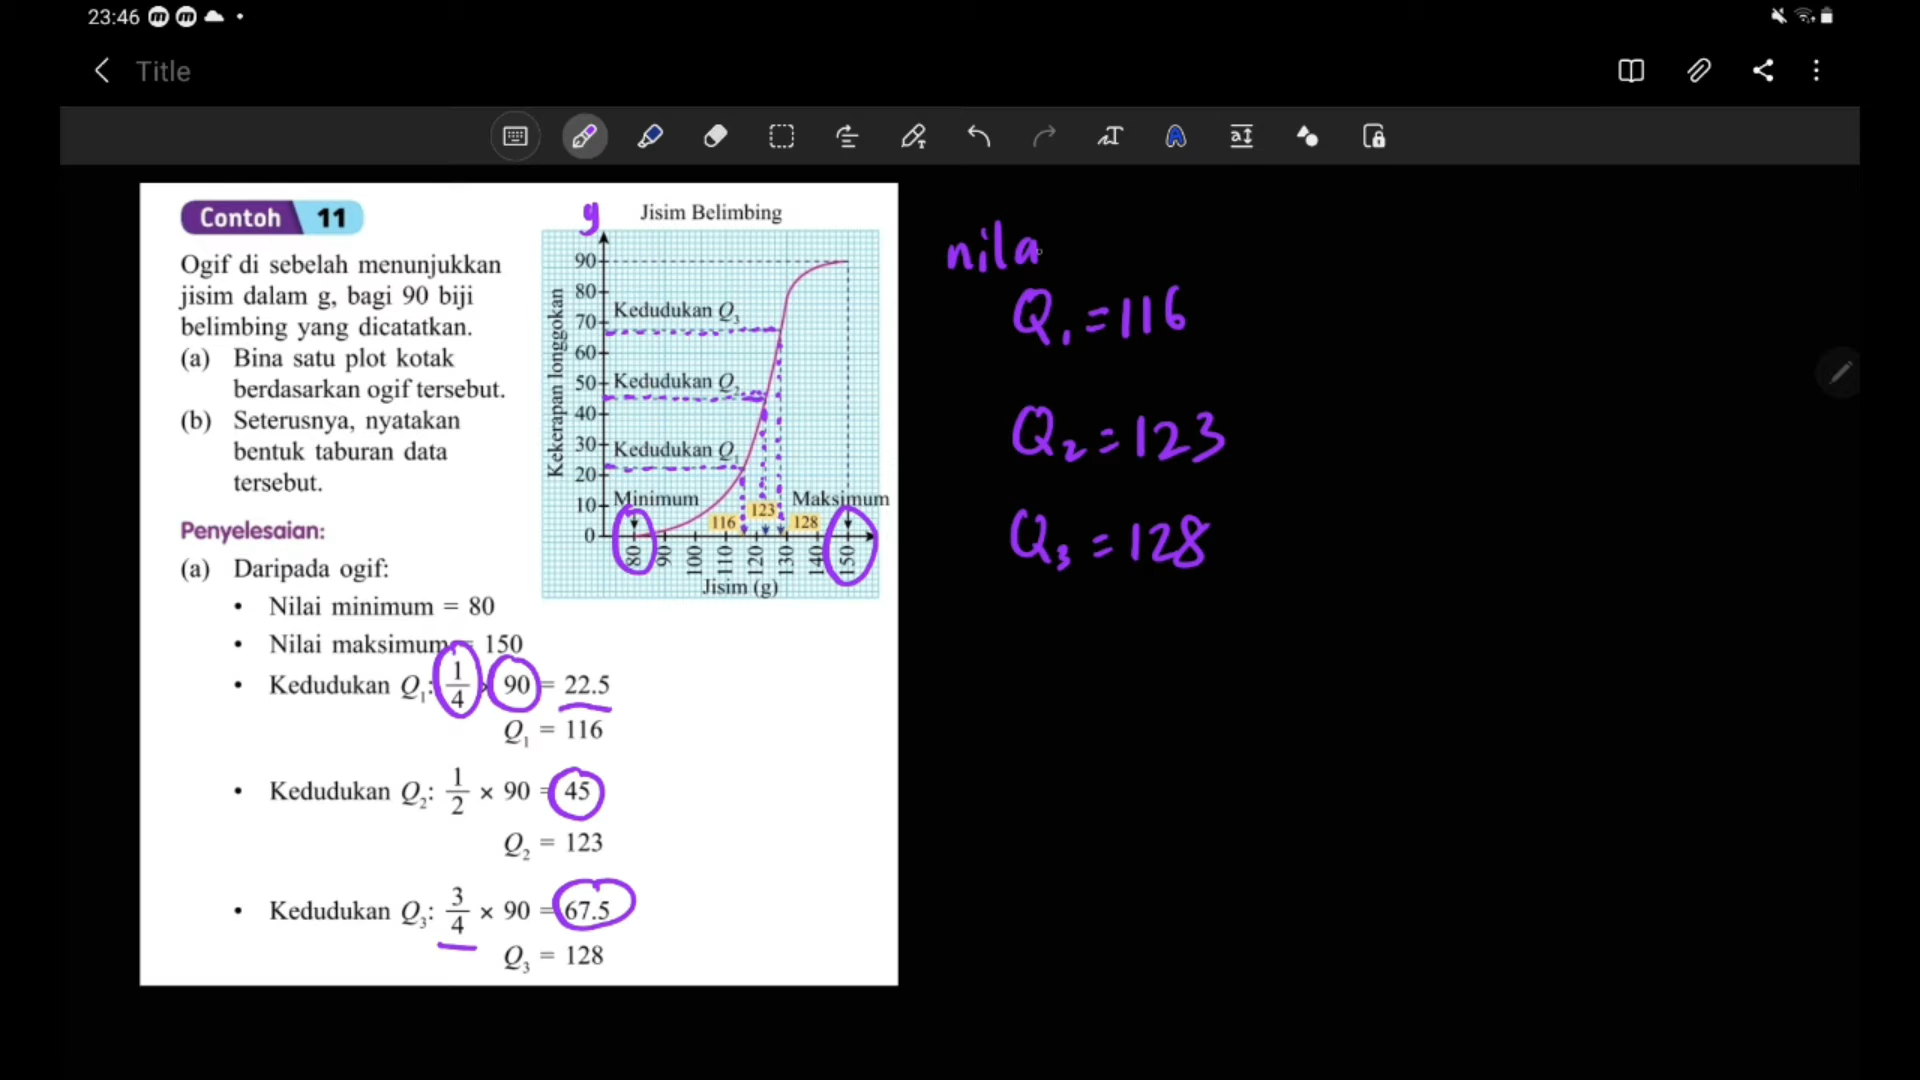 23:46
Title
Contoh 11
Ogif di sebelah menunjukkan
jisim dalam g, bagi 90 biji
belimbing yang dicatatkan.
(a) Bina satu plot kotak
berdasarkan ogif tersebut.
(b) Seterusnya, nyatakan
bentuk taburan data
tersebut.
y
Jisim Belimbing
Kekerapan longgokan
90
80
70
60
50
40
30
20
10
0
Kedudukan Q₃
Kedudukan Q₂
Kedudukan Q₁
Minimum
Maksimum
116 123 128
80 90 100 110 120 130 140 150
Jisim (g)
Penyelesaian:
(a) Daripada ogif:
• Nilai minimum = 80
• Nilai maksimum = 150
• Kedudukan Q₁: 1/4 × 90 = 22.5
Q₁ = 116
• Kedudukan Q₂: 1/2 × 90 = 45
Q₂ = 123
• Kedudukan Q₃: 3/4 × 90 = 67.5
Q₃ = 128
nila
Q₁ = 116
Q₂ = 123
Q₃ = 128